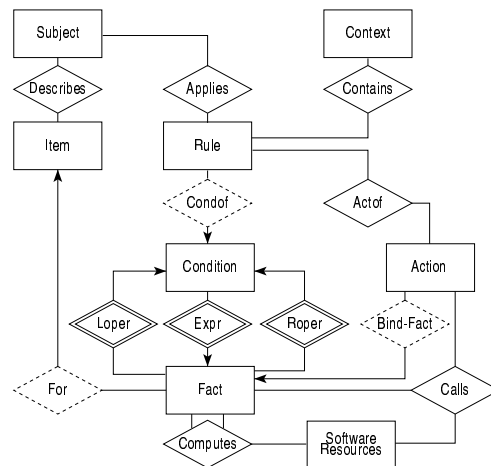 Subject
Context
Describes
Applies
Contains
Item
Rule
Condof
Actof
Condition
Action
Loper
Expr
Roper
Bind-Fact
For
Fact
Calls
Computes
Software
Resources